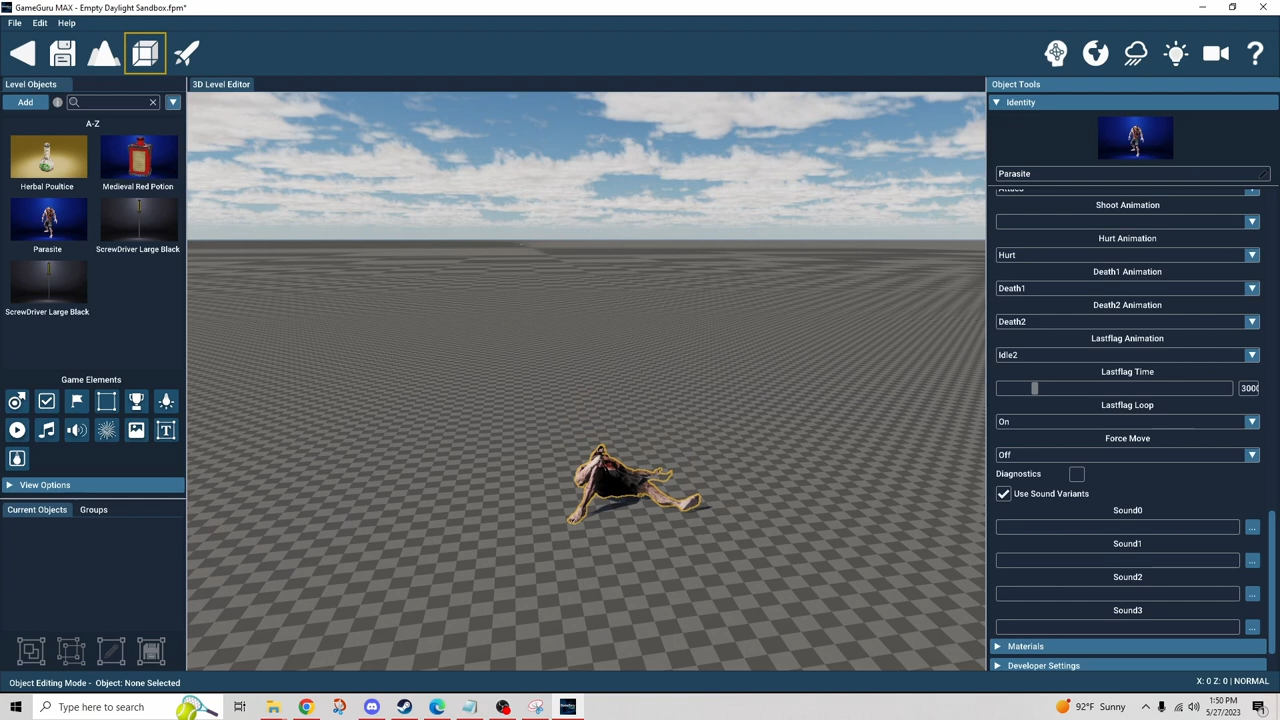 GameGuru MAX - Empty Daylight Sandbox.fpm*
File Edit Help
Level Objects
3D Level Editor
Object Tools
Add
Identity
A-Z
Herbal Poultice
Medieval Red Potion
Parasite
ScrewDriver Large Black
ScrewDriver Large Black
Parasite
Shoot Animation
Hurt Animation
Hurt
Death1 Animation
Death1
Death2 Animation
Death2
Lastflag Animation
Idle2
Lastflag Time
Lastflag Loop
On
Force Move
Off
Diagnostics
Use Sound Variants
Sound0
...
Sound1
...
Sound2
...
Sound3
...
Materials
Developer Settings
Game Elements
View Options
Current Objects Groups
Object Editing Mode - Object: None Selected
X: 0 Z: 0 | NORMAL
Type here to search
92°F Sunny
1:50 PM
5/27/2023